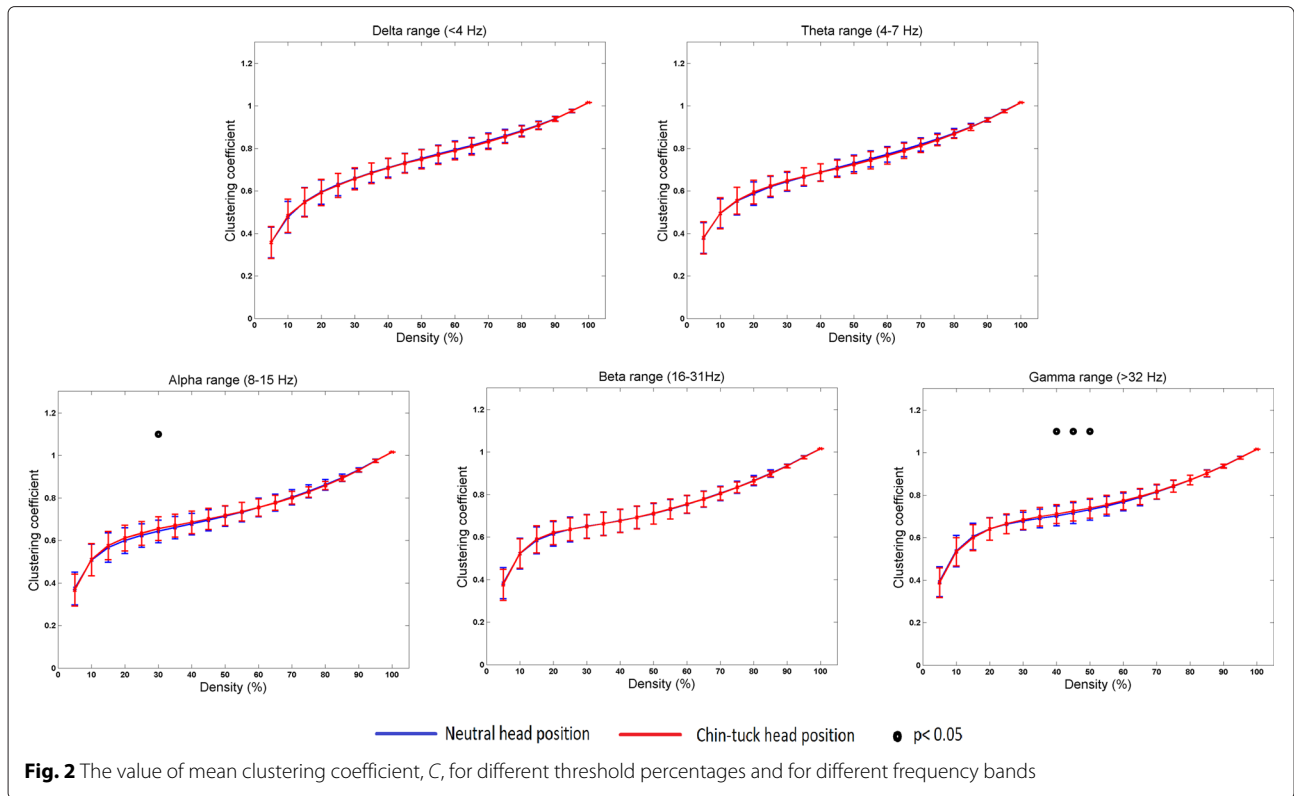 Delta range (<4 Hz)
Clustering coefficient
1.2
1
0.8
0.6
0.4
0.2
0
0 10 20 30 40 50 60 70 80 90 100
Density (%)
Theta range (4-7 Hz)
Clustering coefficient
1.2
1
0.8
0.6
0.4
0.2
0
0 10 20 30 40 50 60 70 80 90 100
Density (%)
Alpha range (8-15 Hz)
Clustering coefficient
1.2
1
0.8
0.6
0.4
0.2
0
0 10 20 30 40 50 60 70 80 90 100
Density (%)
Beta range (16-31Hz)
Clustering coefficient
1.2
1
0.8
0.6
0.4
0.2
0
0 10 20 30 40 50 60 70 80 90 100
Density (%)
Gamma range (>32 Hz)
Clustering coefficient
1.2
1
0.8
0.6
0.4
0.2
0
0 10 20 30 40 50 60 70 80 90 100
Density (%)
Neutral head position Chin-tuck head position p< 0.05
Fig. 2 The value of mean clustering coefficient, C, for different threshold percentages and for different frequency bands